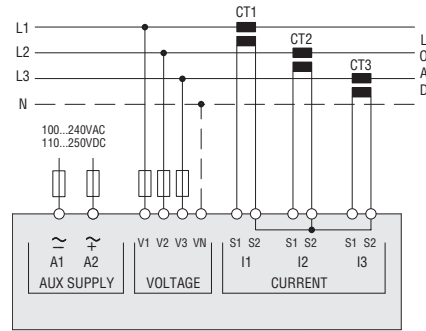 CT1
L1
L2
CT2
L
O
A
D
L3
CT3
N
100...240VAC
110...250VDC
V1 V2 V3 VN S1 S2 S1 S2 S1 S2
A1 A2 I1 I2 I3
AUX SUPPLY VOLTAGE CURRENT